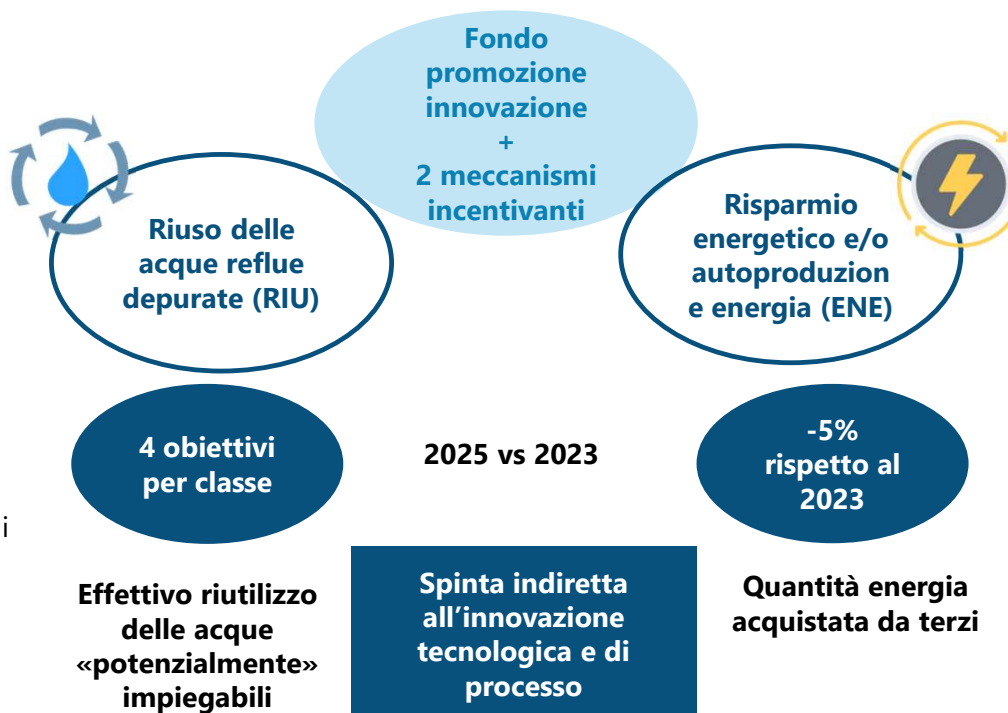 Fondo
promozione
innovazione
+
2 meccanismi
incentivanti
Riuso delle
acque reflue
depurate (RIU)
Risparmio
energetico e/o
autoproduzion
e energia (ENE)
4 obiettivi
per classe
2025 vs 2023
-5%
rispetto al
2023
i
Effettivo riutilizzo
delle acque
«potenzialmente»
impiegabili
Spinta indiretta
all’innovazione
tecnologica e di
processo
Quantità energia
acquistata da terzi